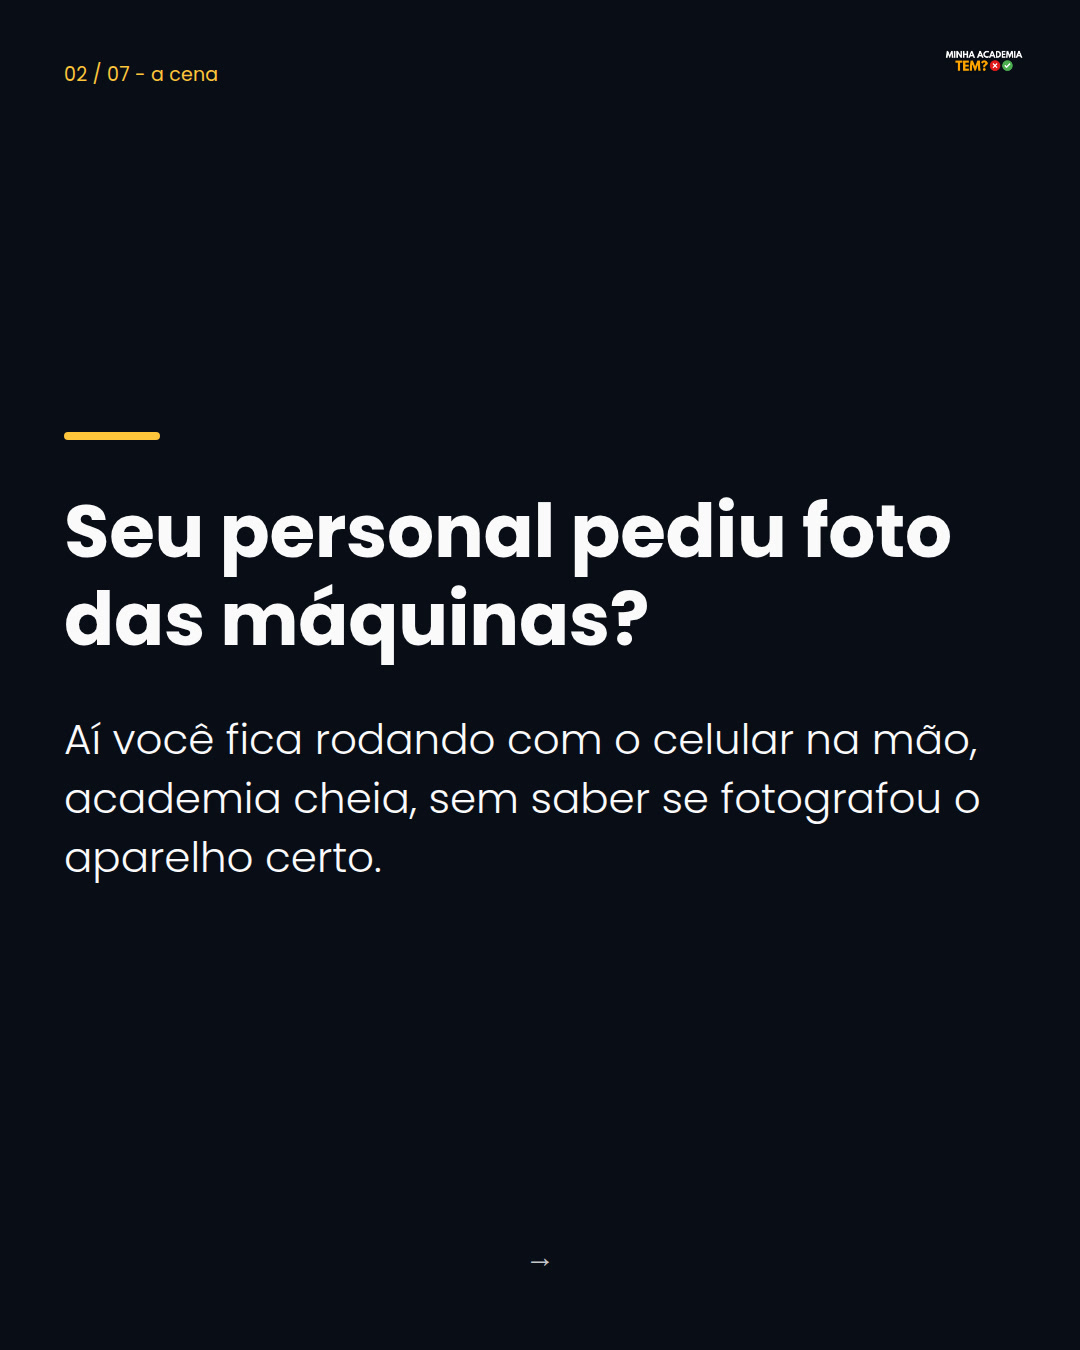 02 / 07 - a cena
MINHA ACADEMIA
TEM?
Seu personal pediu foto
das máquinas?
Aí você fica rodando com o celular na mão,
academia cheia, sem saber se fotografou o
aparelho certo.
→